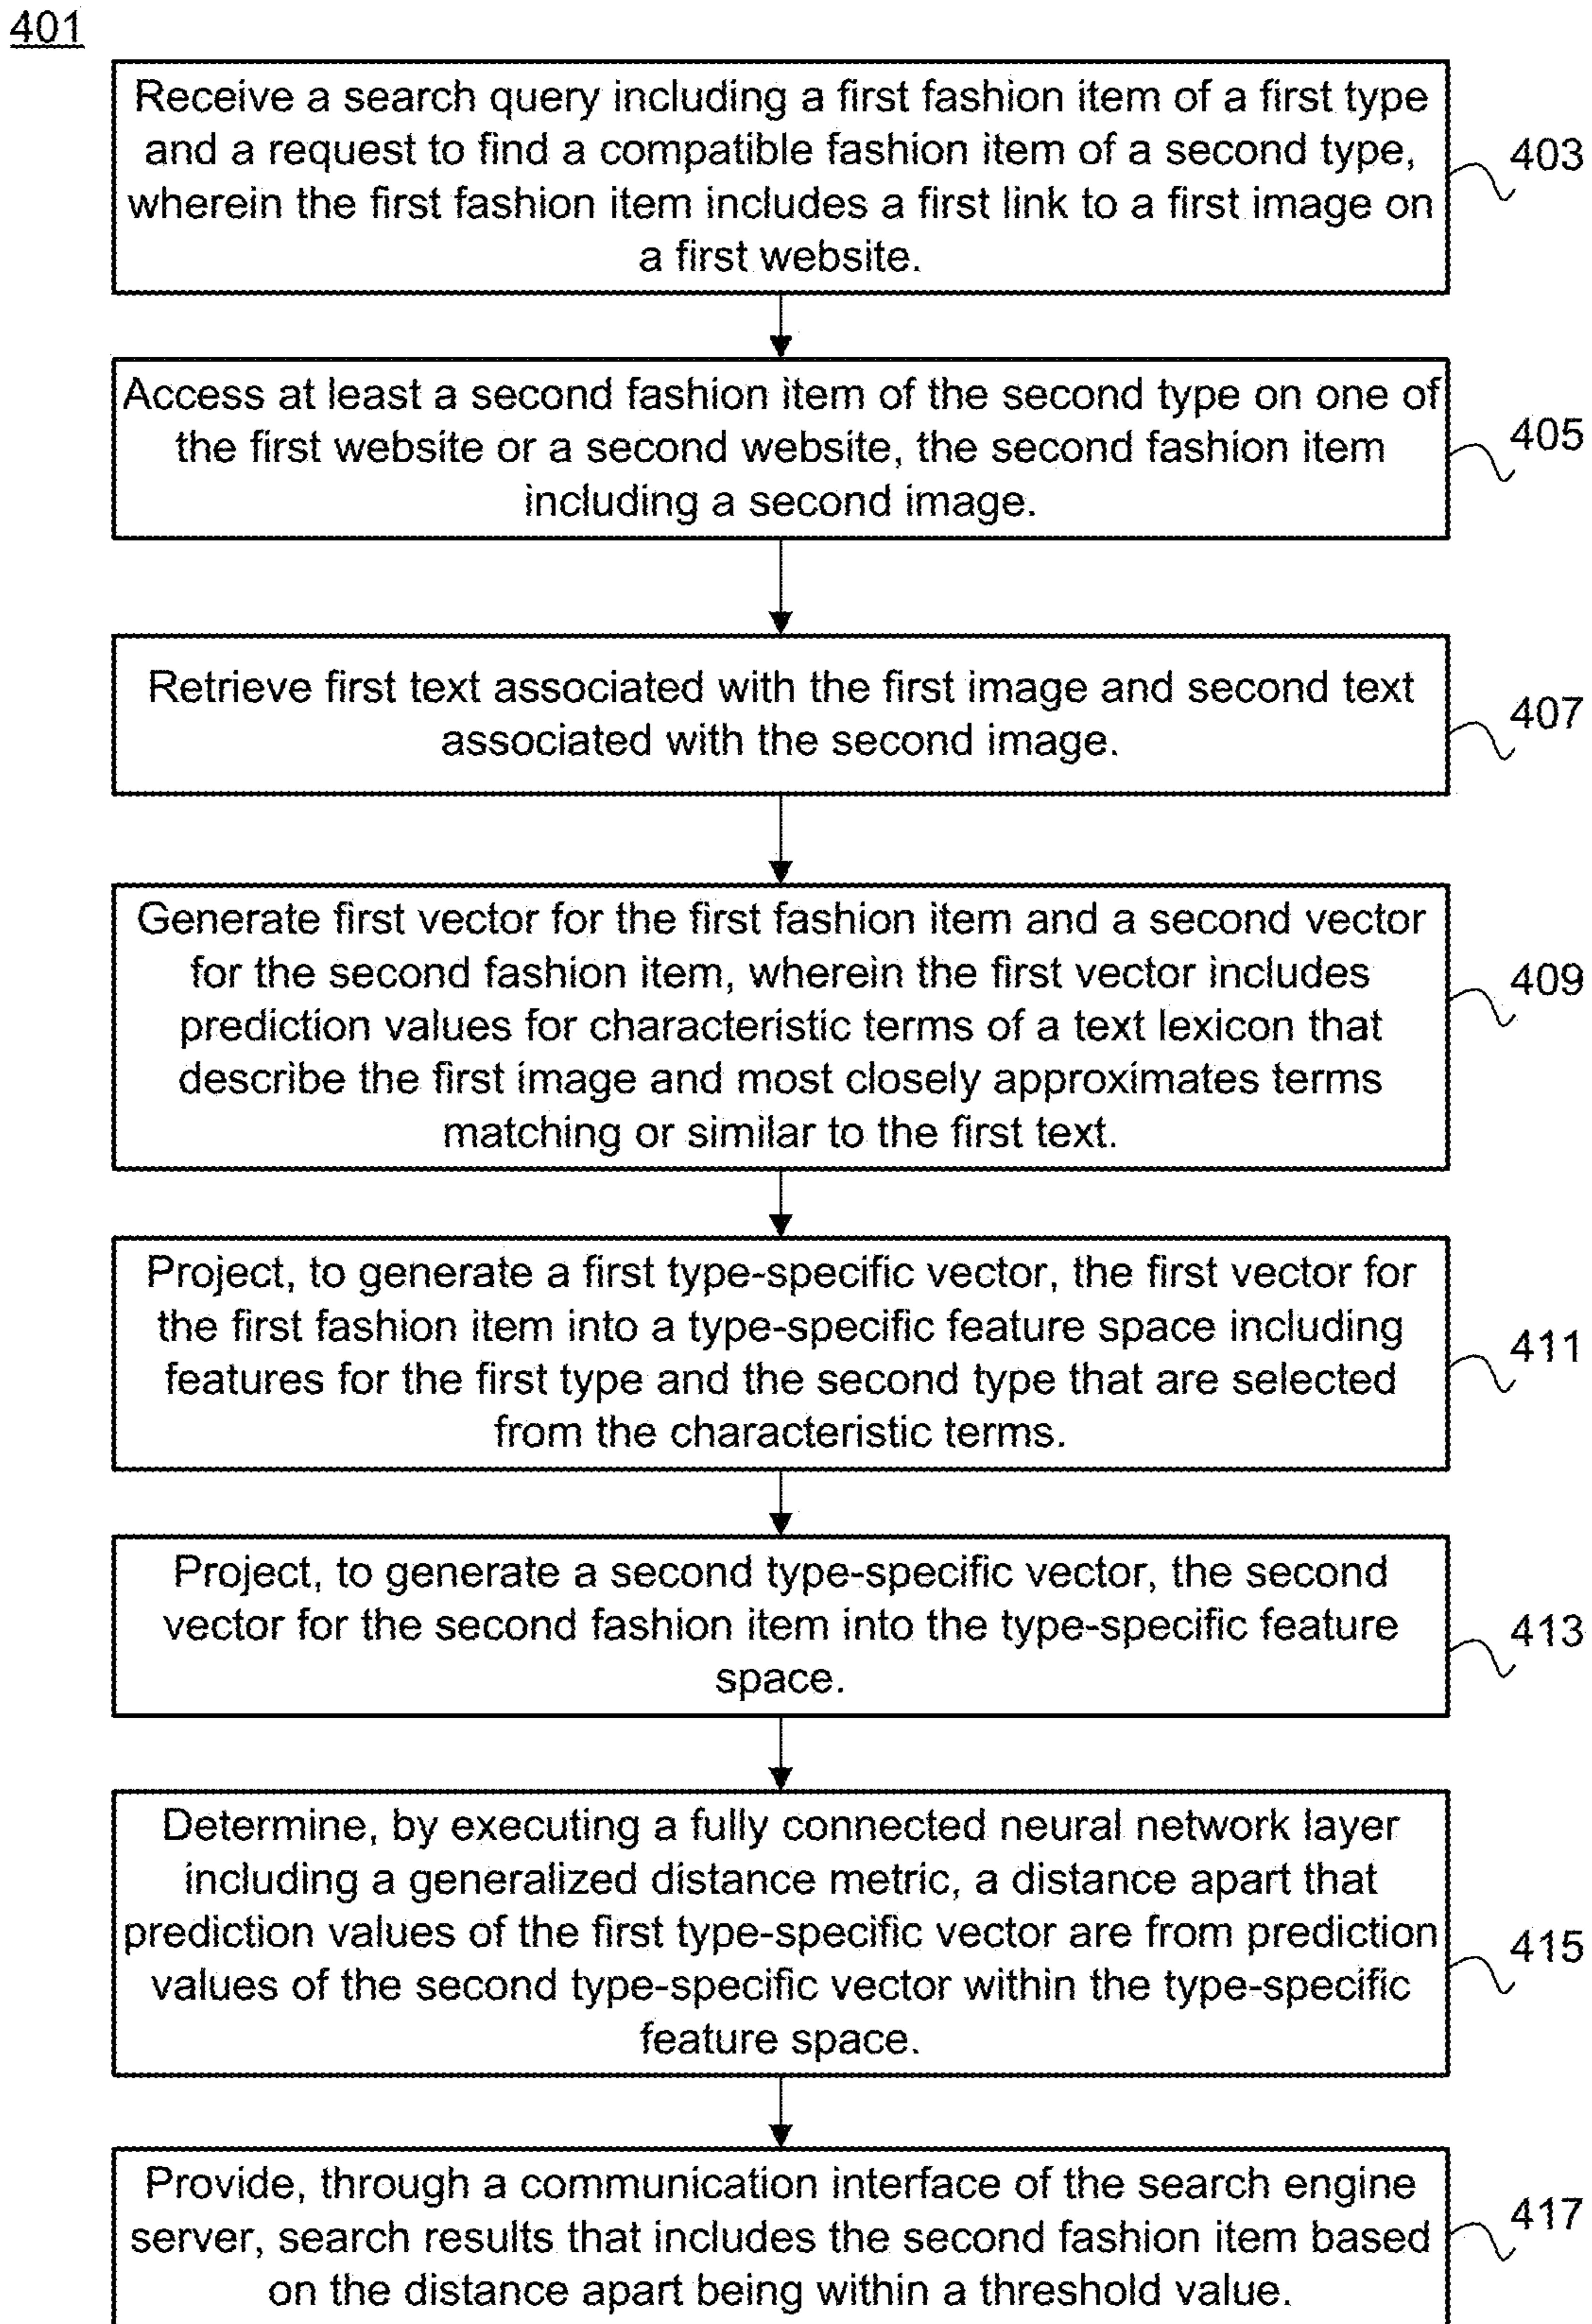 401
Receive a search query including a first fashion item of a first type
and a request to find a compatible fashion item of a second type,
wherein the first fashion item includes a first link to a first image on
a first website.
403
Access at least a second fashion item of the second type on one of
the first website or a second website, the second fashion item
including a second image.
405
Retrieve first text associated with the first image and second text
associated with the second image.
407
Generate first vector for the first fashion item and a second vector
for the second fashion item, wherein the first vector includes
prediction values for characteristic terms of a text lexicon that
describe the first image and most closely approximates terms
matching or similar to the first text.
409
Project, to generate a first type-specific vector, the first vector for
the first fashion item into a type-specific feature space including
features for the first type and the second type that are selected
from the characteristic terms.
411
Project, to generate a second type-specific vector, the second
vector for the second fashion item into the type-specific feature
space.
413
Determine, by executing a fully connected neural network layer
including a generalized distance metric, a distance apart that
prediction values of the first type-specific vector are from prediction
values of the second type-specific vector within the type-specific
feature space.
415
Provide, through a communication interface of the search engine
server, search results that includes the second fashion item based
on the distance apart being within a threshold value.
417